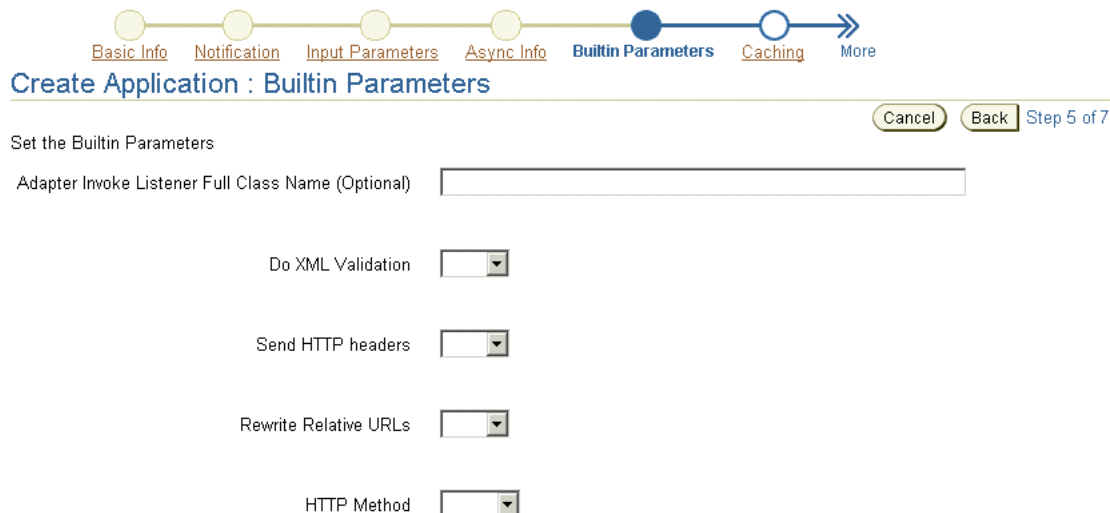 Basic Info Notification Input Parameters Async Info Builtin Parameters Caching More
Create Application : Builtin Parameters
Cancel Back Step 5 of 7
Set the Builtin Parameters
Adapter Invoke Listener Full Class Name (Optional)
Do XML Validation
Send HTTP headers
Rewrite Relative URLs
HTTP Method